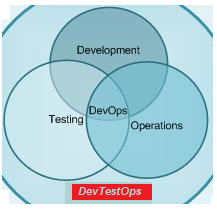 Development
DevOps
Testing
Operations
DevTestOps